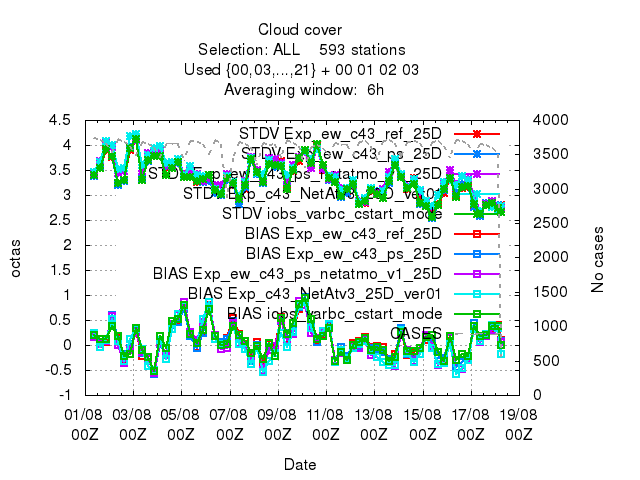 Cloud cover
Selection: ALL    593 stations
Used {00,03,...,21} + 00 01 02 03
Averaging window:  6h
STDV Exp_ew_c43_ref_25D
STDV Exp_ew_c43_ps_25D
STDV Exp_ew_c43_ps_netatmo_v1_25D
STDV Exp_c43_NetAtv3_25D_ver01
STDV iobs_varbc_cstart_mode
BIAS Exp_ew_c43_ref_25D
BIAS Exp_ew_c43_ps_25D
BIAS Exp_ew_c43_ps_netatmo_v1_25D
BIAS Exp_c43_NetAtv3_25D_ver01
BIAS iobs_varbc_cstart_mode
CASES
octas
4.5
4
3.5
3
2.5
2
1.5
1
0.5
0
-0.5
-1
No cases
4000
3500
3000
2500
2000
1500
1000
500
0
01/08 03/08 05/08 07/08 09/08 11/08 13/08 15/08 17/08 19/08
00Z 00Z 00Z 00Z 00Z 00Z 00Z 00Z 00Z 00Z
Date